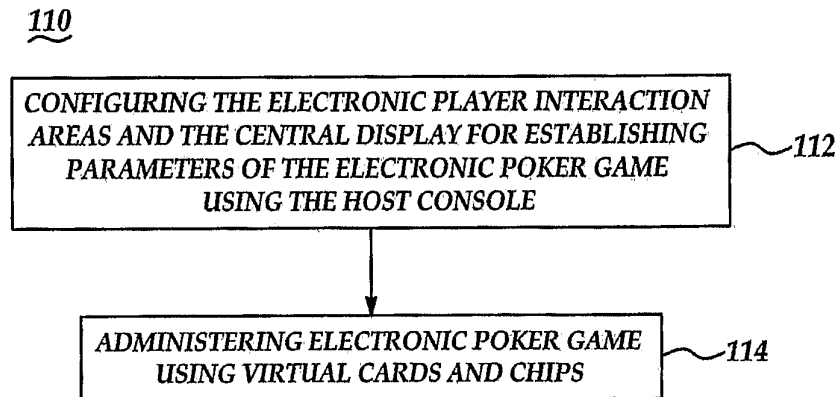 110
CONFIGURING THE ELECTRONIC PLAYER INTERACTION
AREAS AND THE CENTRAL DISPLAY FOR ESTABLISHING
PARAMETERS OF THE ELECTRONIC POKER GAME
USING THE HOST CONSOLE
112
ADMINISTERING ELECTRONIC POKER GAME
USING VIRTUAL CARDS AND CHIPS
114